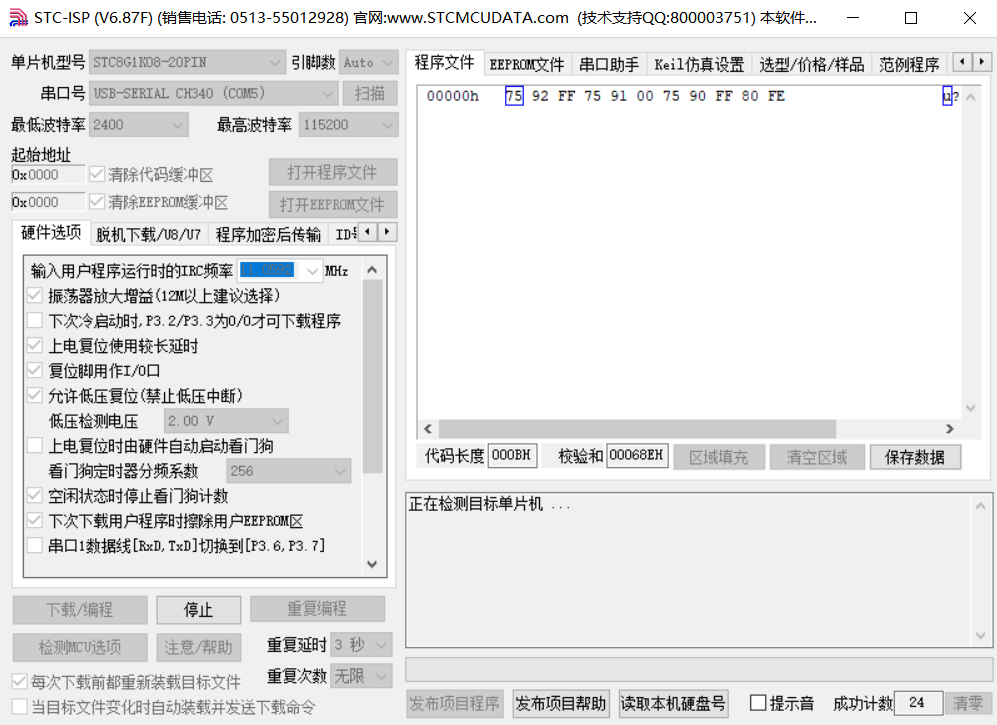 STC-ISP (V6.87F) (销售电话: 0513-55012928) 官网:www.STCMCUDATA.com (技术支持QQ:800003751) 本软件...
单片机型号 STC8G1K08-20PIN 引脚数 Auto
串口号 USB-SERIAL CH340 (COM5) 扫描
最低波特率 2400 最高波特率 115200
起始地址
0x0000 清除代码缓冲区 打开程序文件
0x0000 清除EEPROM缓冲区 打开EEPROM文件
硬件选项 脱机下载/U8/U7 程序加密后传输
输入用户程序运行时的IRC频率 11.0592 MHz
振荡器放大增益(12M以上建议选择)
下次冷启动时,P3.2/P3.3为0/0才可下载程序
上电复位使用较长延时
复位脚用作I/O口
允许低压复位(禁止低压中断)
低压检测电压 2.00 V
上电复位时由硬件自动启动看门狗
看门狗定时器分频系数 256
空闲状态时停止看门狗计数
下次下载用户程序时擦除用户EEPROM区
串口1数据线[RxD,TxD]切换到[P3.6,P3.7]
下载/编程 停止 重复编程
检测MCU选项 注意/帮助 重复延时 3 秒
重复次数 无限
每次下载前都重新装载目标文件
当目标文件变化时自动装载并发送下载命令
程序文件 EEPROM文件 串口助手 Keil仿真设置 选型/价格/样品 范例程序
00000h 75 92 FF 75 91 00 75 90 FF 80 FE u?
代码长度 000BH 校验和 00068EH 区域填充 清空区域 保存数据
正在检测目标单片机 ...
发布项目程序 发布项目帮助 读取本机硬盘号 提示音 成功计数 24 清零